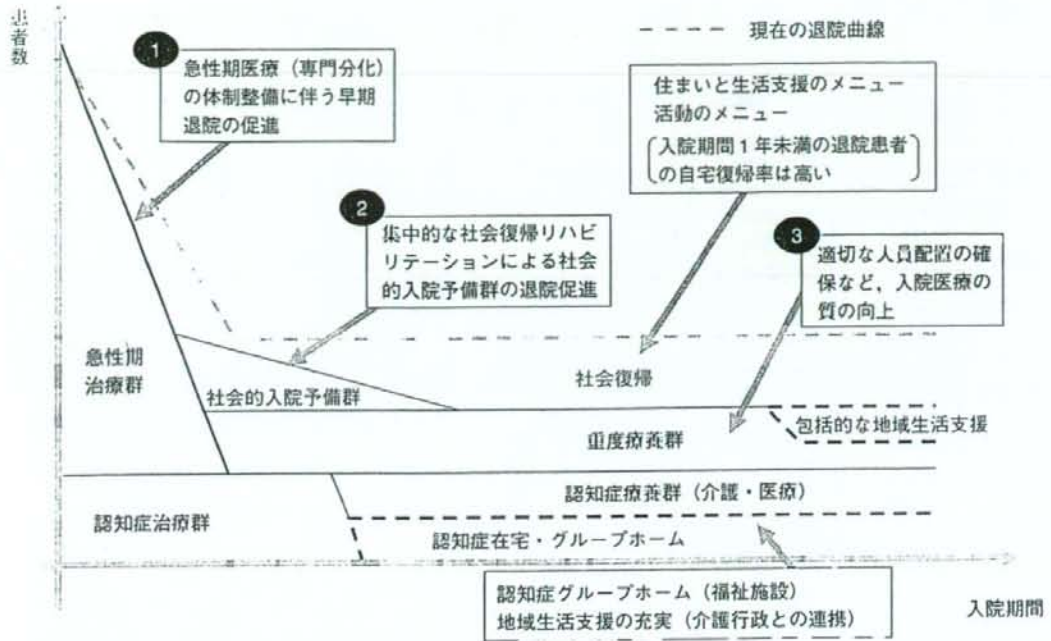 患者数
現在の退院曲線
1
急性期医療（専門分化）
の体制整備に伴う早期
退院の促進
住まいと生活支援のメニュー
活動のメニュー
入院期間1年未満の退院患者
の自宅復帰率は高い
2
集中的な社会復帰リハビ
リテーションによる社会
的入院予備群の退院促進
3
適切な人員配置の確
保など，入院医療の
質の向上
急性期
治療群
社会的入院予備群
社会復帰
重度療養群
包括的な地域生活支援
認知症治療群
認知症療養群（介護・医療）
認知症在宅・グループホーム
認知症グループホーム（福祉施設）
地域生活支援の充実（介護行政との連携）
入院期間